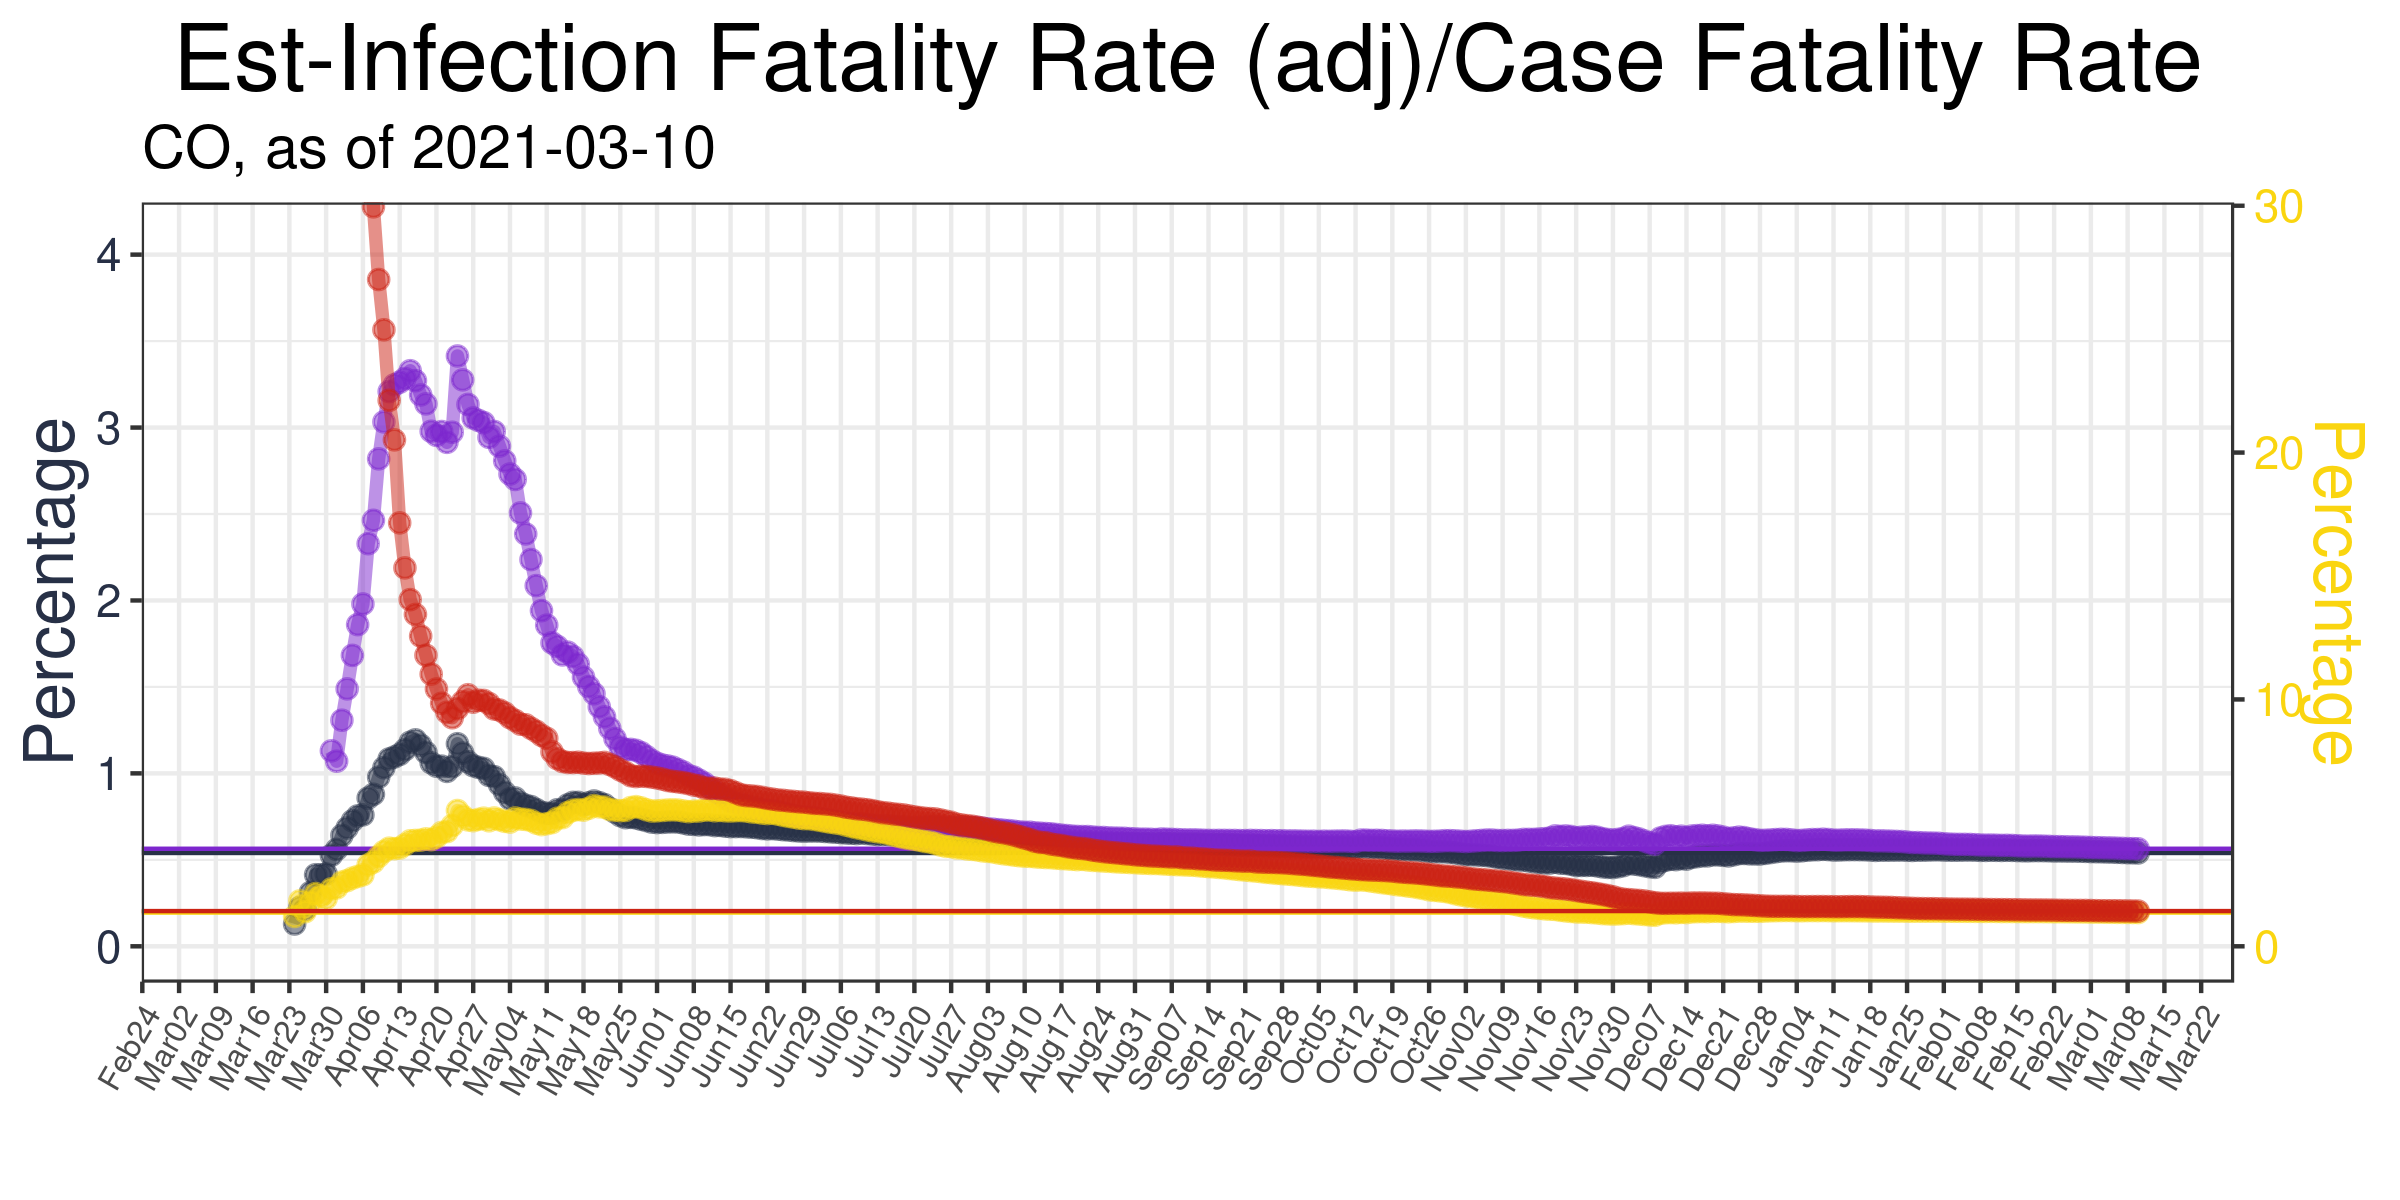 Est-Infection Fatality Rate (adj)/Case Fatality Rate
CO, as of 2021-03-10
Percentage
4
3
2
1
0
30
20
10
0
Percentage
Feb24
Mar02
Mar09
Mar16
Mar23
Mar30
Apr06
Apr13
Apr20
Apr27
May04
May11
May18
May25
Jun01
Jun08
Jun15
Jun22
Jun29
Jul06
Jul13
Jul20
Jul27
Aug03
Aug10
Aug17
Aug24
Aug31
Sep07
Sep14
Sep21
Sep28
Oct05
Oct12
Oct19
Oct26
Nov02
Nov09
Nov16
Nov23
Nov30
Dec07
Dec14
Dec21
Dec28
Jan04
Jan11
Jan18
Jan25
Feb01
Feb08
Feb15
Feb22
Mar01
Mar08
Mar15
Mar22